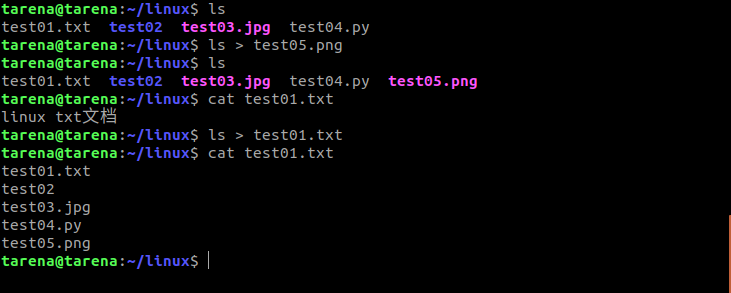 tarena@tarena:~/linux$ ls
test01.txt  test02  test03.jpg  test04.py
tarena@tarena:~/linux$ ls > test05.png
tarena@tarena:~/linux$ ls
test01.txt  test02  test03.jpg  test04.py  test05.png
tarena@tarena:~/linux$ cat test01.txt
linux txt文档
tarena@tarena:~/linux$ ls > test01.txt
tarena@tarena:~/linux$ cat test01.txt
test01.txt
test02
test03.jpg
test04.py
test05.png
tarena@tarena:~/linux$